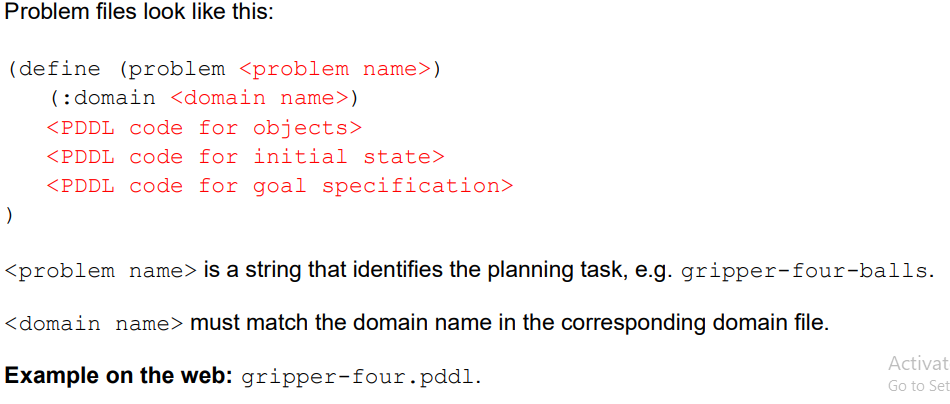 Problem files look like this:
(define (problem <problem name>)
(:domain <domain name>)
<PDDL code for objects>
<PDDL code for initial state>
<PDDL code for goal specification>
)
<problem name> is a string that identifies the planning task, e.g. gripper-four-balls.
<domain name> must match the domain name in the corresponding domain file.
Example on the web: gripper-four.pddl.
Activat
Go to Set